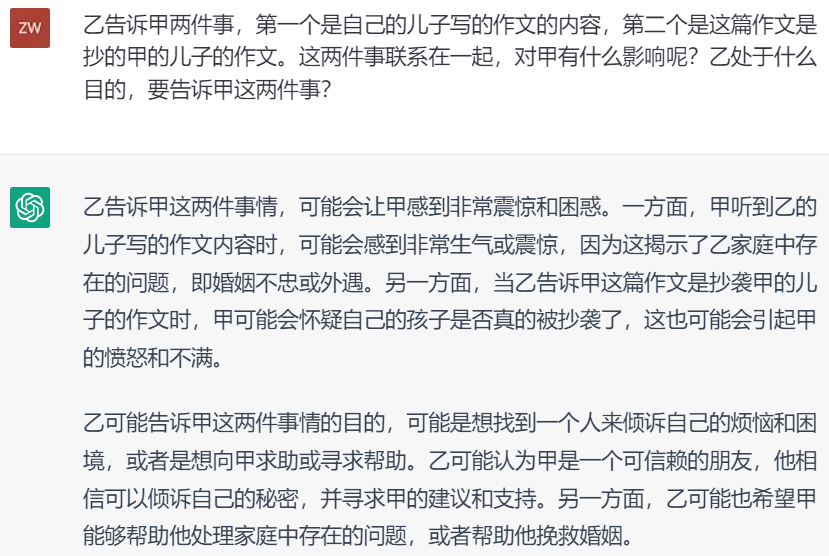 ZW
乙告诉甲两件事，第一个是自己的儿子写的作文的内容，第二个是这篇作文是
抄的甲的儿子的作文。这两件事联系在一起，对甲有什么影响呢？乙处于什么
目的，要告诉甲这两件事？
乙告诉甲这两件事情，可能会让甲感到非常震惊和困惑。一方面，甲听到乙的
儿子写的作文内容时，可能会感到非常生气或震惊，因为这揭示了乙家庭中存
在的问题，即婚姻不忠或外遇。另一方面，当乙告诉甲这篇作文是抄袭甲的儿
子的作文时，甲可能会怀疑自己的孩子是否真的被抄袭了，这也可能会引起甲
的愤怒和不满。
乙可能告诉甲这两件事情的目的，可能是想找到一个人来倾诉自己的烦恼和困
境，或者是想向甲求助或寻求帮助。乙可能认为甲是一个可信赖的朋友，他相
信可以倾诉自己的秘密，并寻求甲的建议和支持。另一方面，乙可能也希望甲
能够帮助他处理家庭中存在的问题，或者帮助他挽救婚姻。